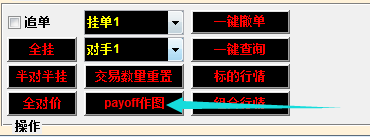 追单 挂单1 一键撤单
全挂 对手1 一键查询
半对半挂 交易数量重置 标的行情
全对价 payoff作图 组合行情
操作